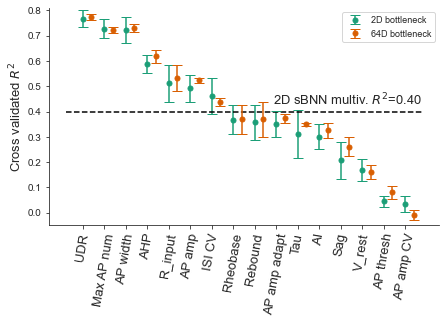 0.8
0.7
0.6
0.5
0.4
0.3
0.2
0.1
0.0
Cross validated R²
2D bottleneck
64D bottleneck
2D sBNN multiv. R²=0.40
UDR
Max AP num
AP width
AHP
R_input
AP amp
ISI CV
Rheobase
Rebound
AP amp adapt
Tau
AI
Sag
V_rest
AP thresh
AP amp CV